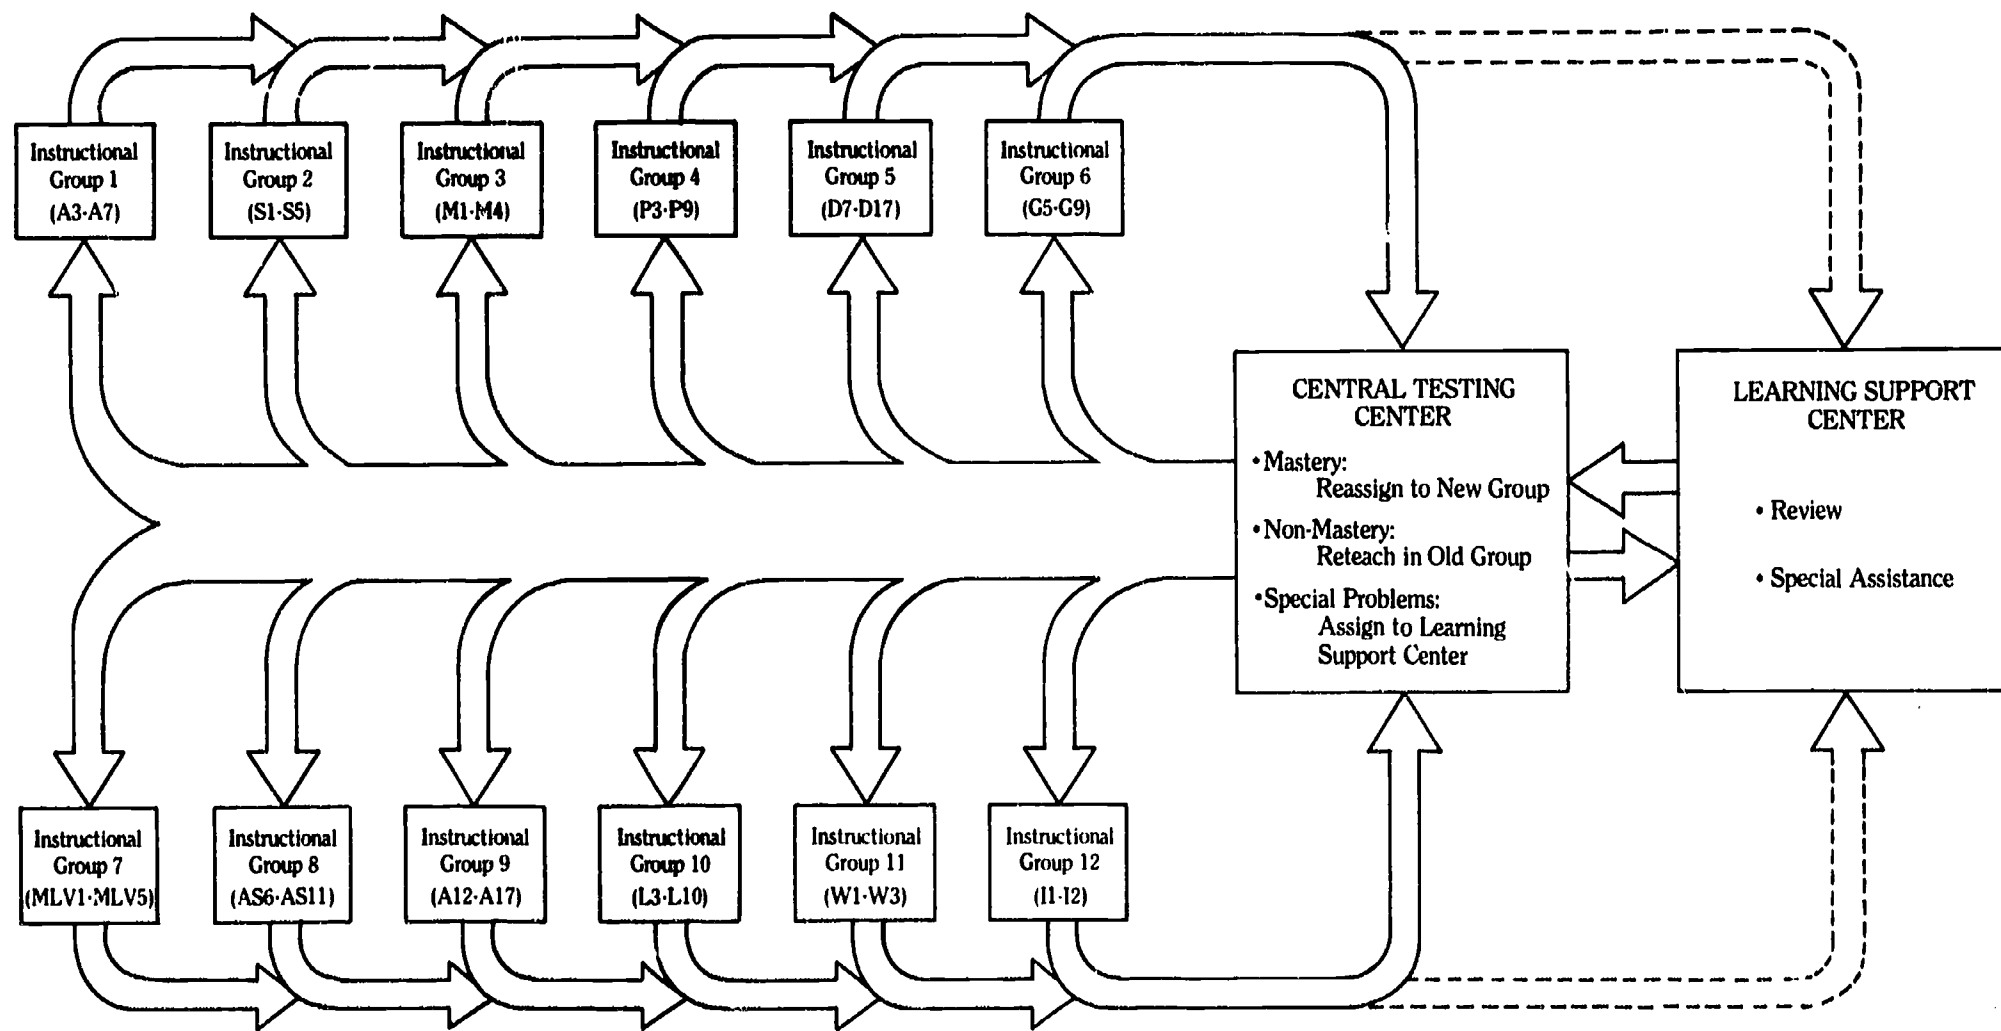 Instructional
Group 1
(A3·A7)
Instructional
Group 2
(S1·S5)
Instructional
Group 3
(M1·M4)
Instructional
Group 4
(P3·P9)
Instructional
Group 5
(D7·D17)
Instructional
Group 6
(G5·G9)
CENTRAL TESTING
CENTER
•Mastery:
Reassign to New Group
•Non-Mastery:
Reteach in Old Group
•Special Problems:
Assign to Learning
Support Center
LEARNING SUPPORT
CENTER
• Review
• Special Assistance
Instructional
Group 7
(MLV1·MLV5)
Instructional
Group 8
(AS6·AS11)
Instructional
Group 9
(A12·A17)
Instructional
Group 10
(L3·L10)
Instructional
Group 11
(W1·W3)
Instructional
Group 12
(I1·I2)